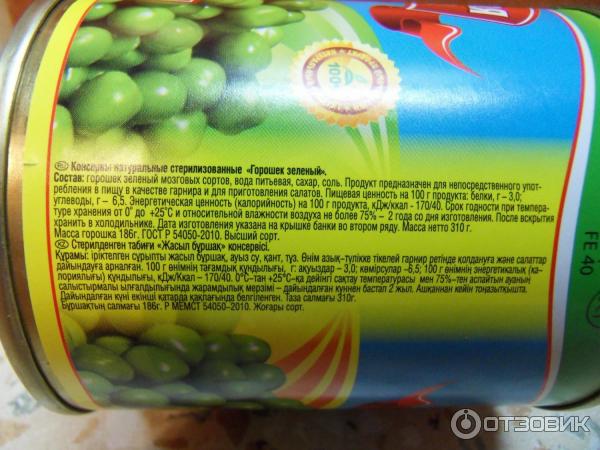 100%
RU Консервы натуральные стерилизованные «Горошек зеленый».
Состав: горошек зеленый мозговых сортов, вода питьевая, сахар, соль. Продукт предназначен для непосредственного упот-
ребления в пищу в качестве гарнира и для приготовления салатов. Пищевая ценность на 100 г продукта: белки, г – 3,0;
углеводы, г – 6,5. Энергетическая ценность (калорийность) на 100 г продукта, кДж/ккал - 170/40. Срок годности при темпера-
туре хранения от 0° до +25°С и относительной влажности воздуха не более 75% – 2 года со дня изготовления. После вскрытия
хранить в холодильнике. Дата изготовления указана на крышке банки во втором ряду. Масса нетто 310 г.
Масса горошка 186г. ГОСТ Р 54050-2010. Высший сорт.
KZ Стерилденген табиғи «Жасыл бұршақ» консервісі.
Құрамы: іріктелген сұрыпты жасыл бұршақ, ауыз су, қант, тұз. Өнім азық-түлікке тікелей гарнир ретінде қолдануға және салаттар
дайындауға арналған. 100 г өнімнің тағамдық құндылығы, г: ақуыздар – 3,0; көмірсулар -6,5; 100 г өнімнің энергетикалық (ка-
лориялығы) құндылығы, кДж/ккал – 170/40. 0°С-тан +25°С-қа дейінгі сақтау температурасы мен 75%-тен аспайтын ауаның
салыстырмалы ылғалдылығында жарамдылық мерзімі – дайындалған күннен бастап 2 жыл. Ашқаннан кейін тоңазытқышта.
Дайындалған күні екінші қатарда қақпағында белгіленген. Таза салмағы 310г.
Бұршақтың салмағы 186г. Р МЕМСТ 54050-2010. Жоғары сорт.
FE 40
ОТЗОВИК